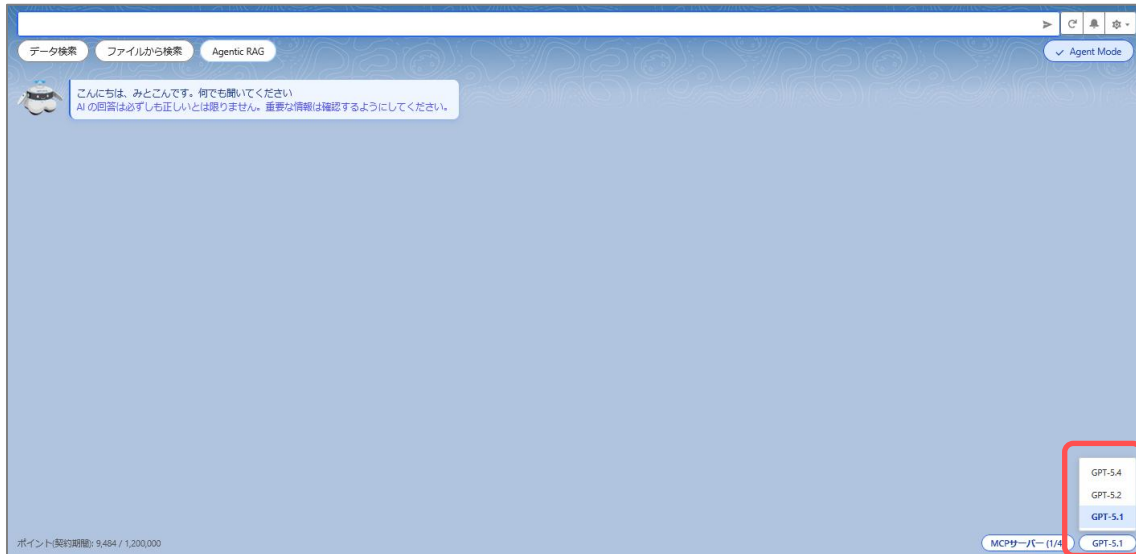 データ検索
ファイルから検索
Agentic RAG
Agent Mode
こんにちは、みとこんです。何でも聞いてください
AI の回答は必ずしも正しいとは限りません。重要な情報は確認するようにしてください。
GPT-5.4
GPT-5.2
GPT-5.1
ポイント(契約期間): 9,484 / 1,200,000
MCPサーバー (1/4
GPT-5.1